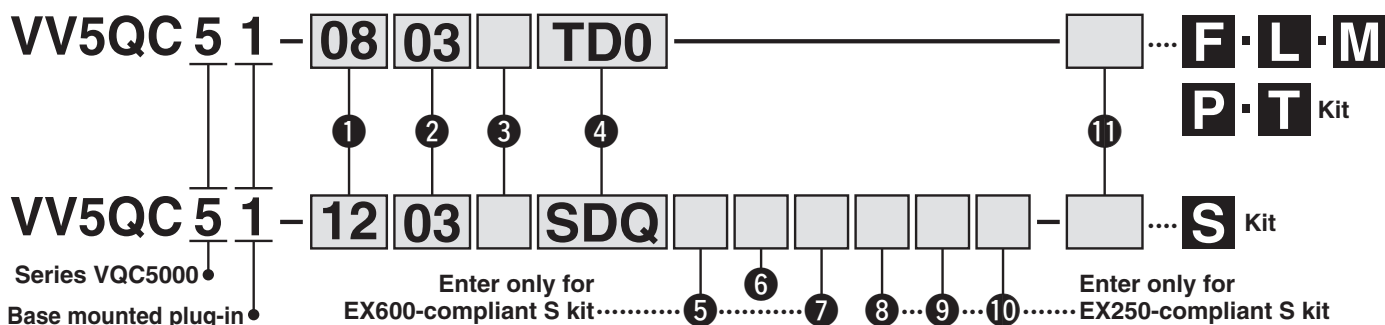 VV5QC 5 1 – 08 03 TD0 F · L · M
P · T Kit
1 2 3 4 11
VV5QC 5 1 – 12 03 SDQ – S Kit
Series VQC5000
Base mounted plug-in
Enter only for
EX600-compliant S kit
5 6 7 8 9 10
Enter only for
EX250-compliant S kit